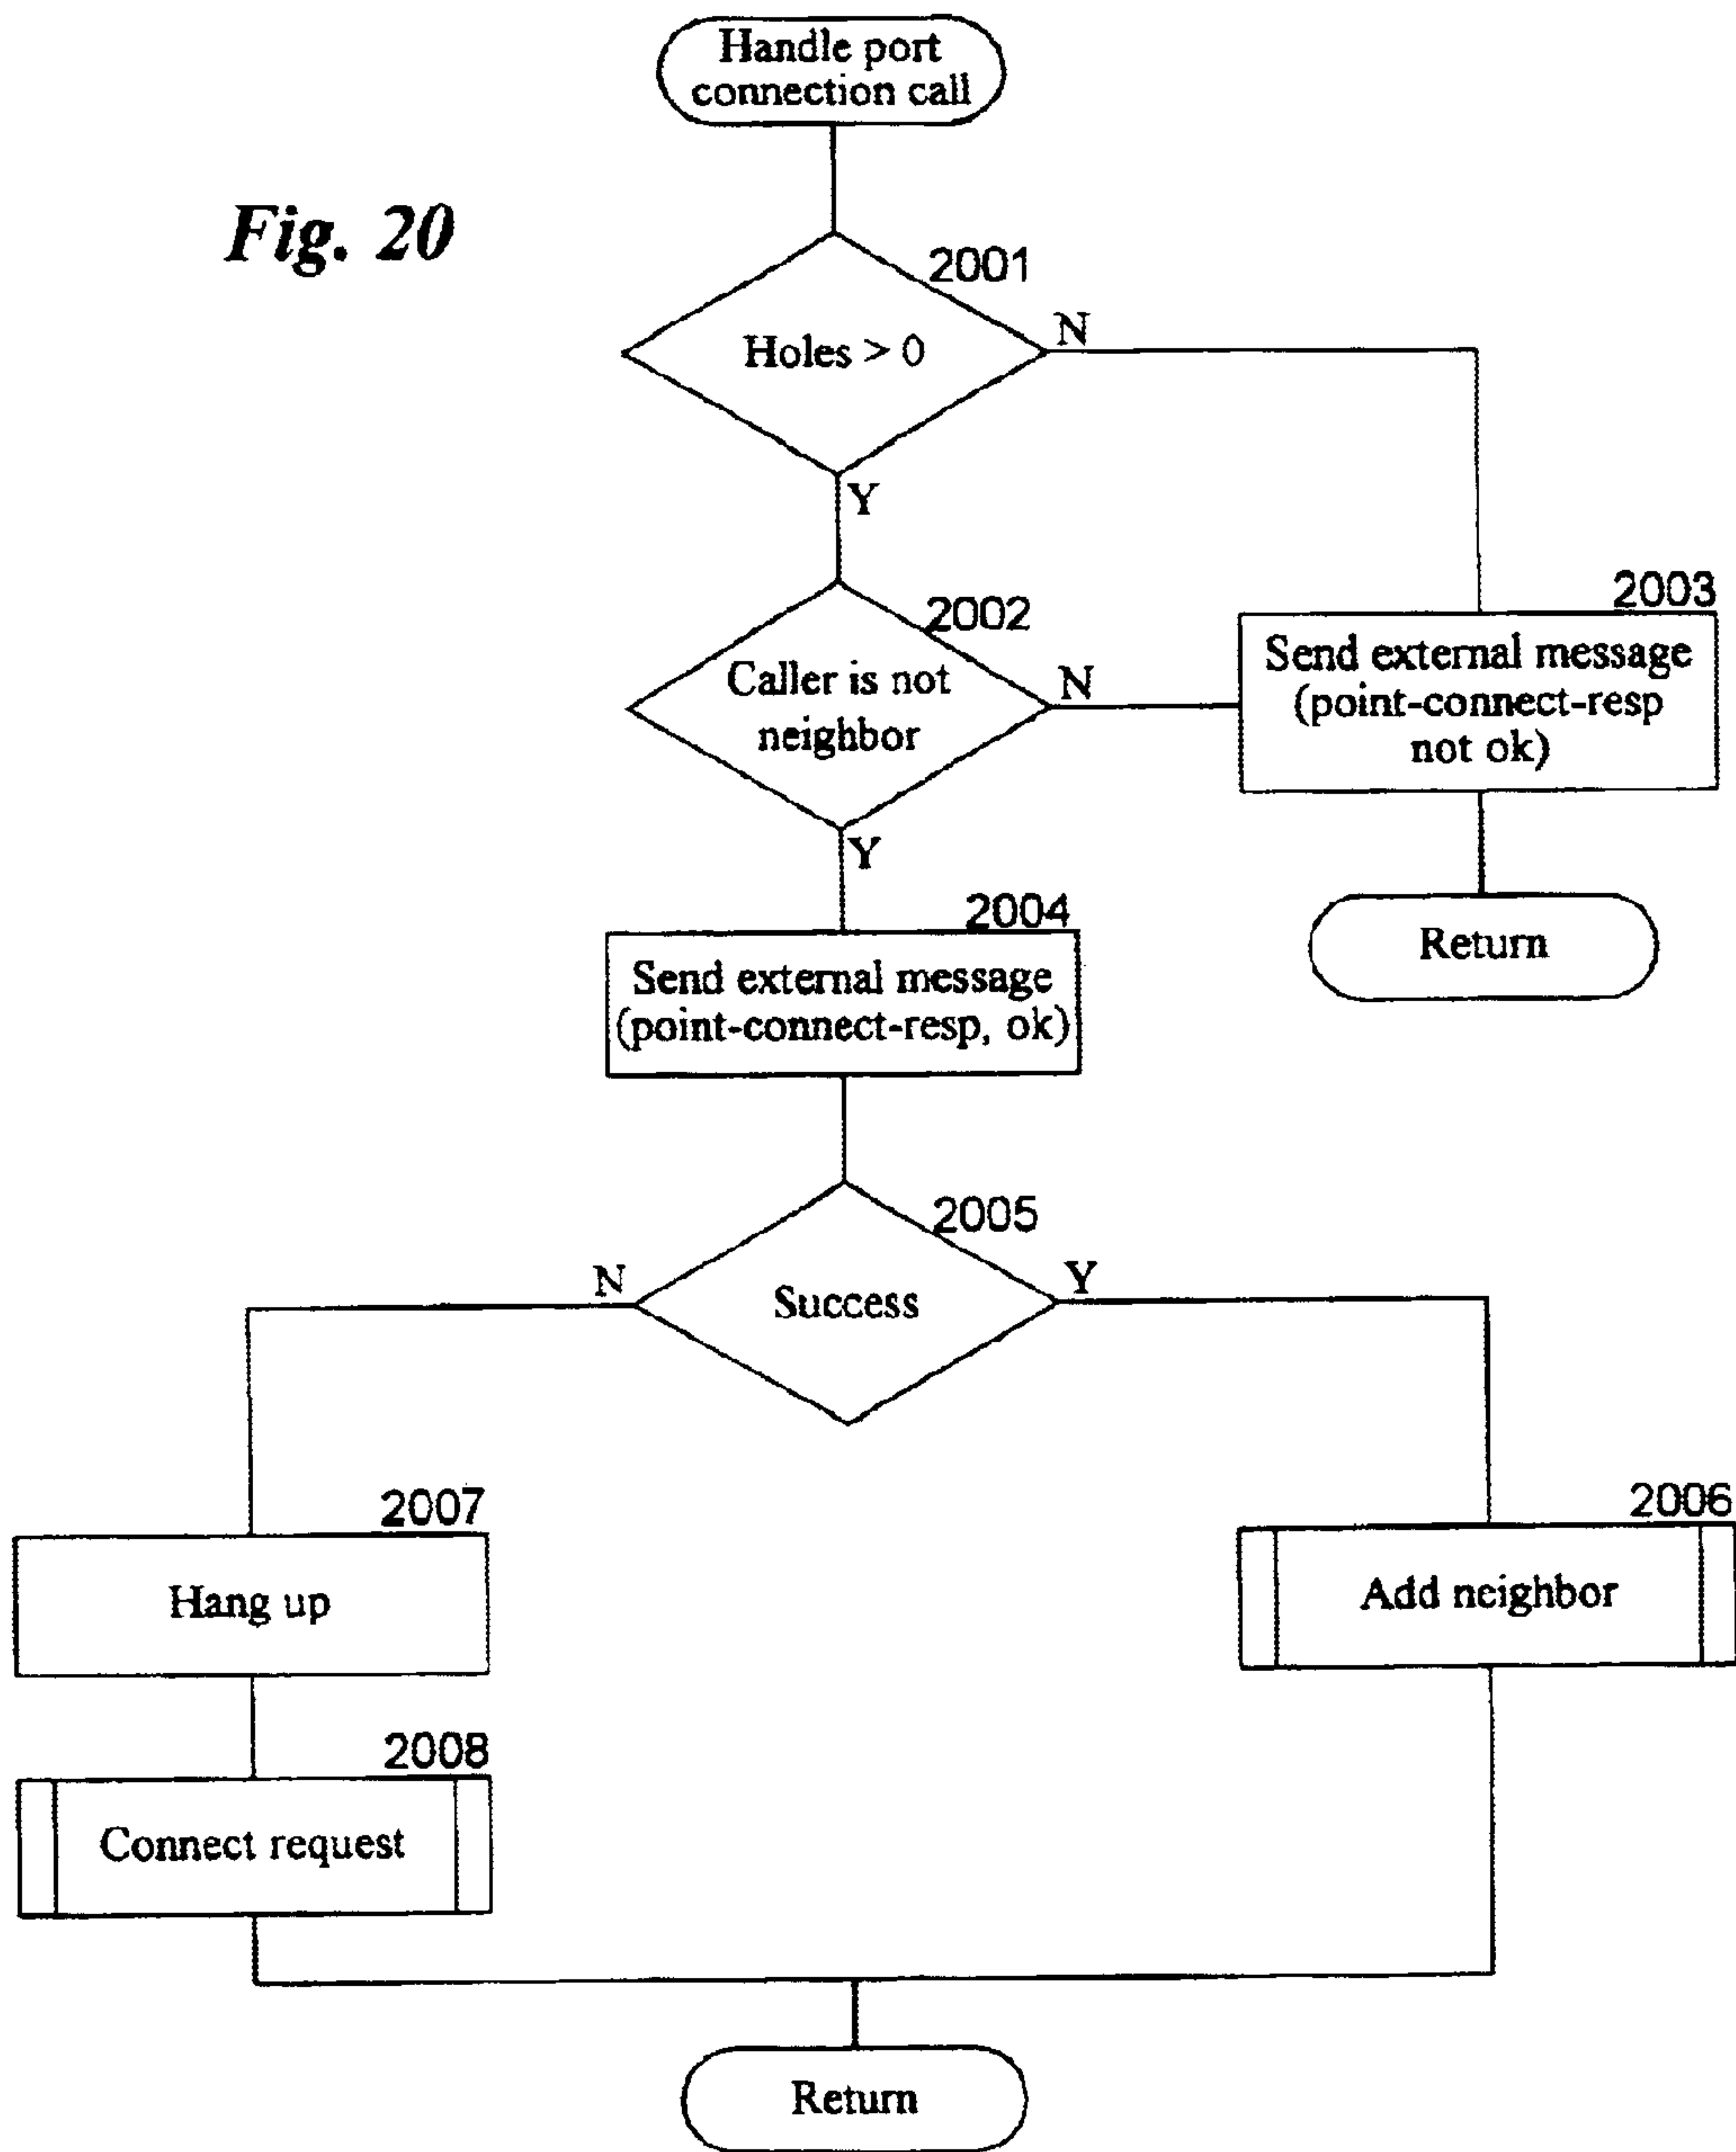 Handle port
connection call
Fig. 20
2001
Holes > 0
N
Y
2002
Caller is not
neighbor
N
Y
2003
Send external message
(point-connect-resp
not ok)
Return
2004
Send external message
(point-connect-resp, ok)
2005
Success
N
Y
2007
Hang up
2006
Add neighbor
2008
Connect request
Return